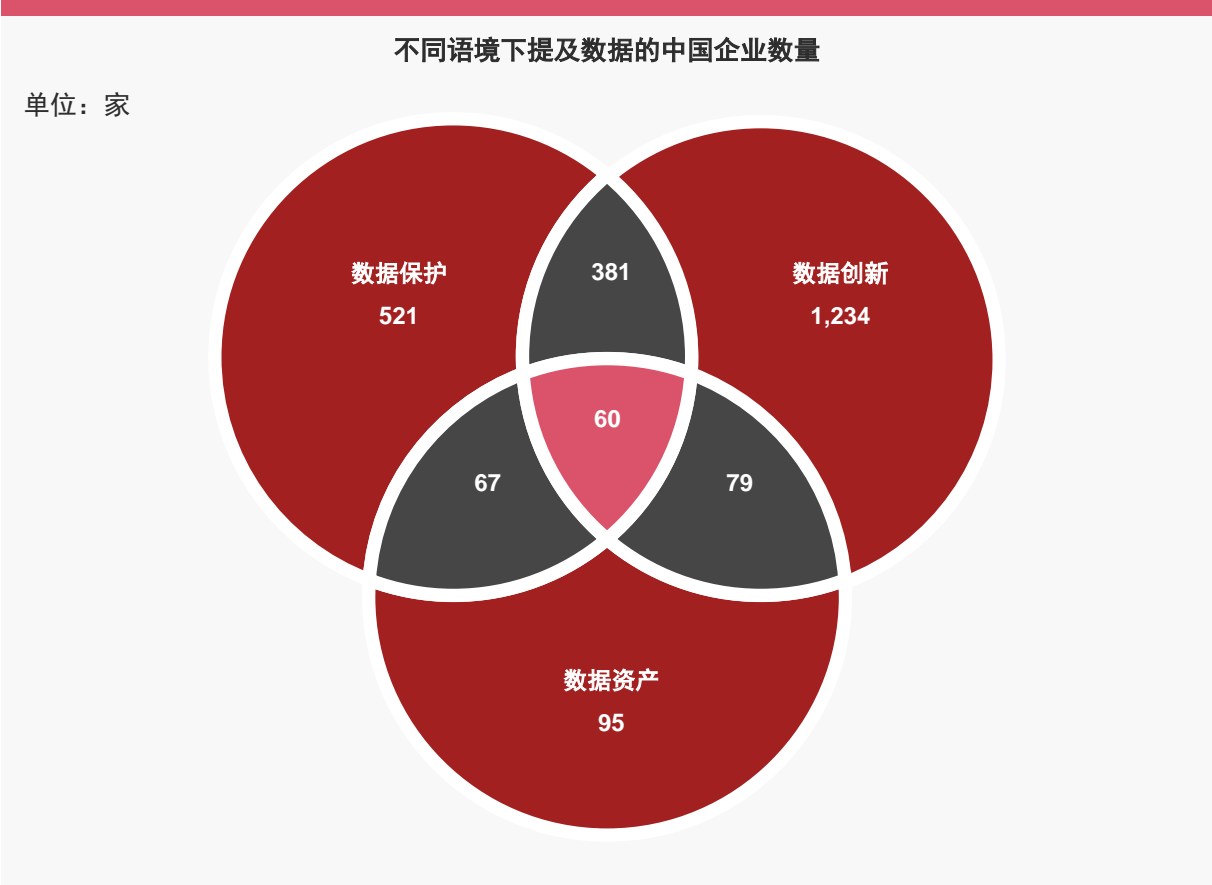 不同语境下提及数据的中国企业数量
单位：家
数据保护
521
381
数据创新
1,234
60
67
79
数据资产
95